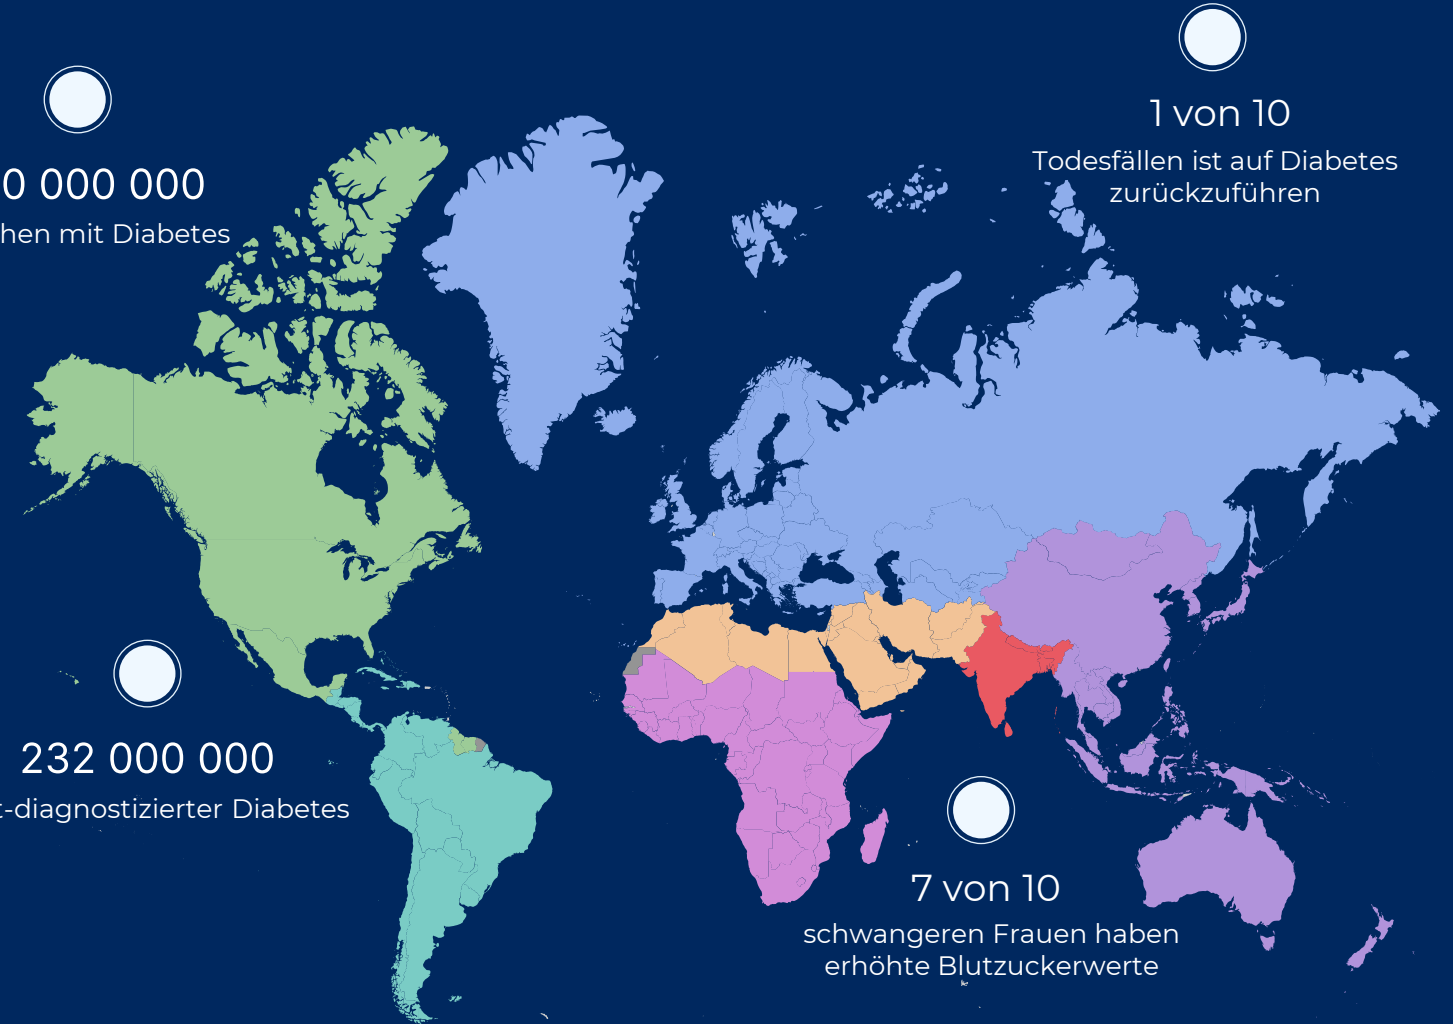 1 von 10
Todesfällen ist auf Diabetes
zurückzuführen
0 000 000
hen mit Diabetes
232 000 000
t-diagnostizierter Diabetes
7 von 10
schwangeren Frauen haben
erhöhte Blutzuckerwerte